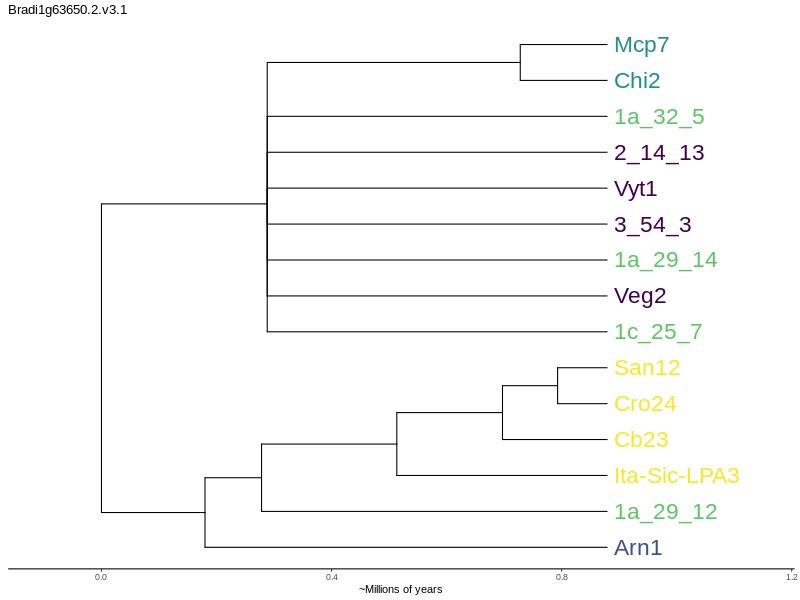 Bradi1g63650.2.v3.1
Mcp7
Chi2
1a_32_5
2_14_13
Vyt1
3_54_3
1a_29_14
Veg2
1c_25_7
San12
Cro24
Cb23
Ita-Sic-LPA3
1a_29_12
Arn1
0.0 0.4 0.8 1.2
~Millions of years